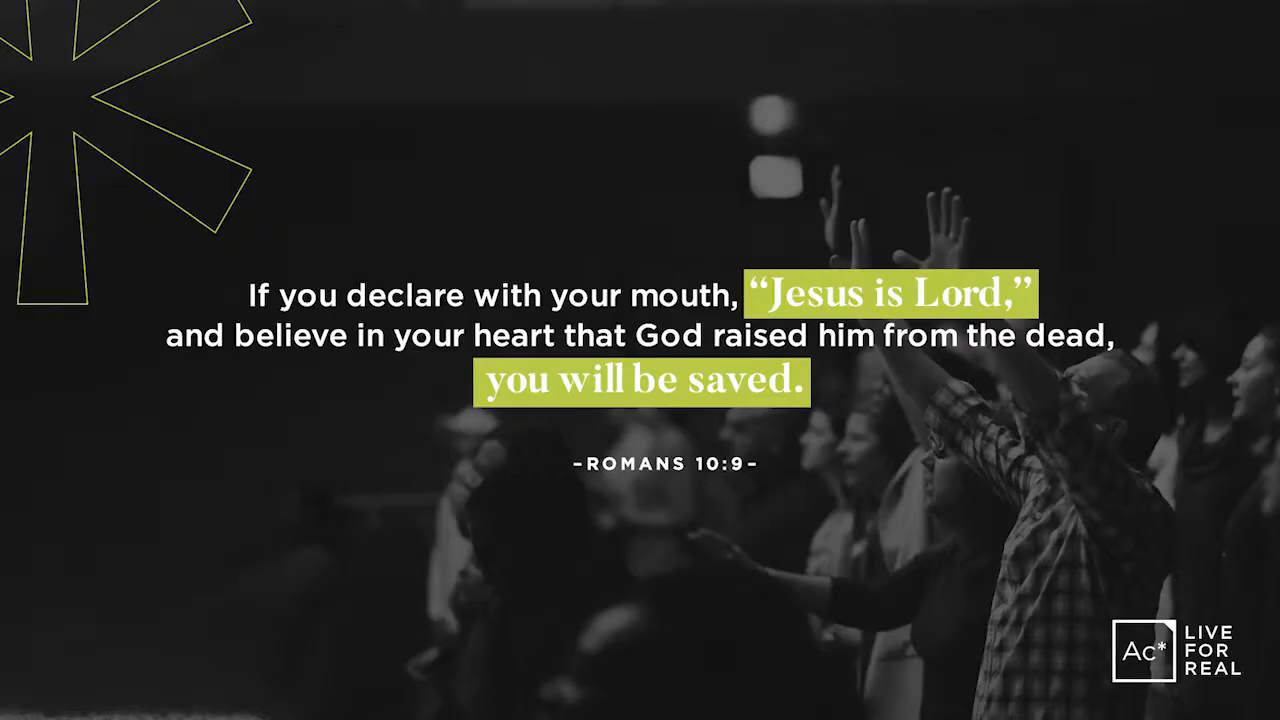 If you declare with your mouth, “Jesus is Lord,”
and believe in your heart that God raised him from the dead,
you will be saved.
–ROMANS 10:9–
Ac*
LIVE
FOR
REAL